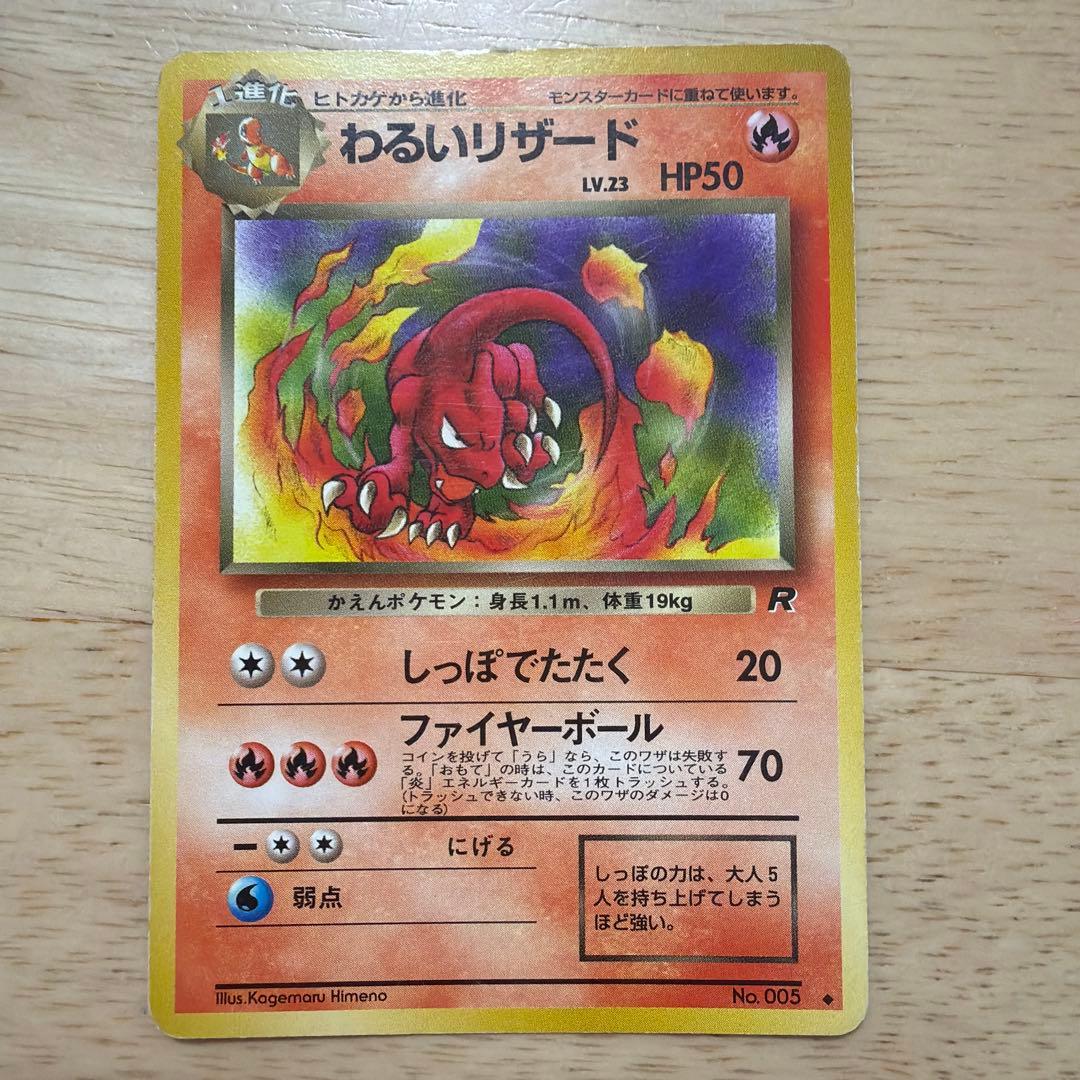 1進化 ヒトカゲから進化 モンスターカードに重ねて使います。
わるいリザード
LV.23 HP50
かえんポケモン：身長1.1m、体重19kg R
しっぽでたたく 20
ファイヤーボール
コインを投げて「うら」なら、このワザは失敗す
る。「おもて」の時は、このカードについている
「炎」エネルギーカードを1枚トラッシュする。
(トラッシュできない時、このワザのダメージは0
になる)
70
ー にげる
弱点
しっぽの力は、大人5
人を持ち上げてしまう
ほど強い。
Illus.Kagemaru Himeno No. 005